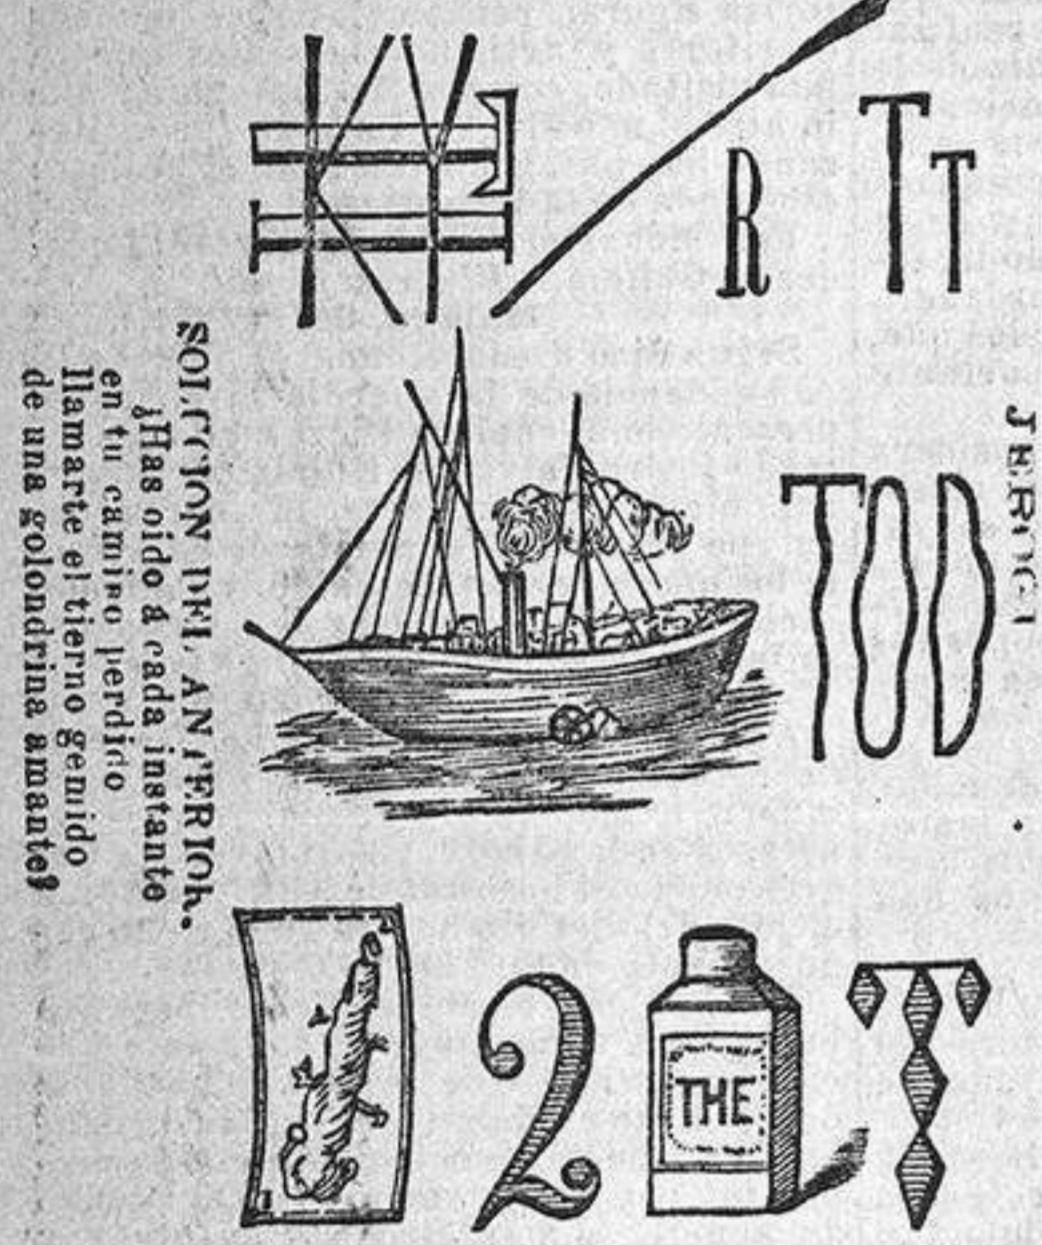 JEROGL
T T
R
TOD
T
THE
2
SOLUCION DEL ANTERIOR.
¡Has oido á cada instante
en tu camino perdido
llamarte el tierno gemido
de una golondrina amante?